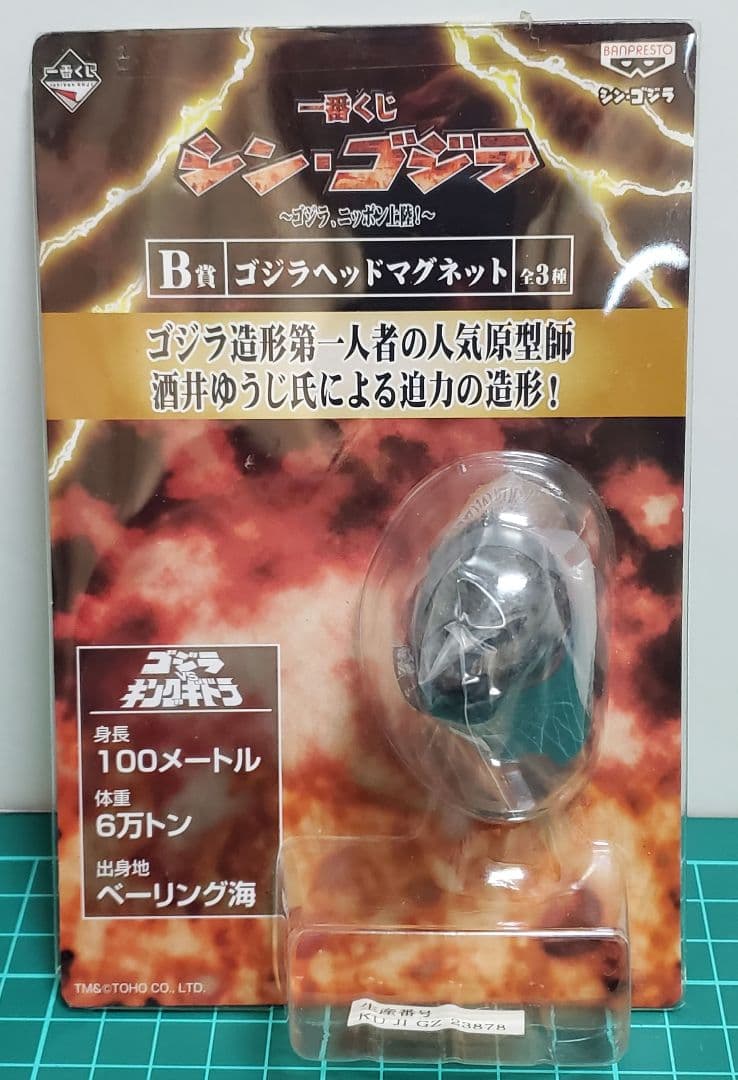 一番くじ
ichiban KUJI
BANPRESTO
シン・ゴジラ
一番くじ
シン・ゴジラ
～ゴジラ、ニッポン上陸!～
B賞 ゴジラヘッドマグネット 全3種
ゴジラ造形第一人者の人気原型師
酒井ゆうじ氏による迫力の造形!
ゴジラ
VS
キングギドラ
身長
100メートル
体重
6万トン
出身地
ベーリング海
TM&©TOHO CO., LTD.
生産番号
KU JI GZ 23878